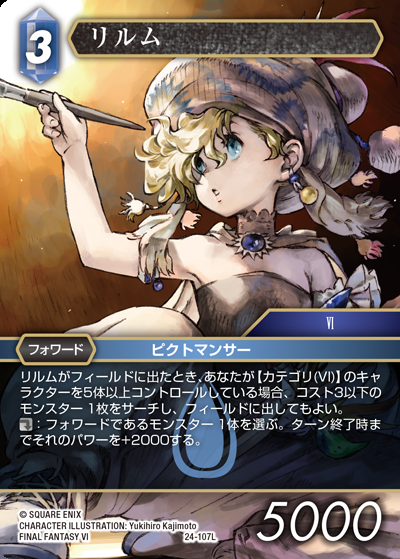 3
リルム
VI
フォワード
ピクトマンサー
リルムがフィールドに出たとき、あなたが【カテゴリ(VI)】のキャ
ラクターを5体以上コントロールしている場合、コスト3以下の
モンスター 1枚をサーチし、フィールドに出してもよい。
：フォワードであるモンスター 1体を選ぶ。ターン終了時ま
でそれのパワーを+2000する。
© SQUARE ENIX
CHARACTER ILLUSTRATION: Yukihiro Kajimoto
FINAL FANTASY VI
24-107L
5000